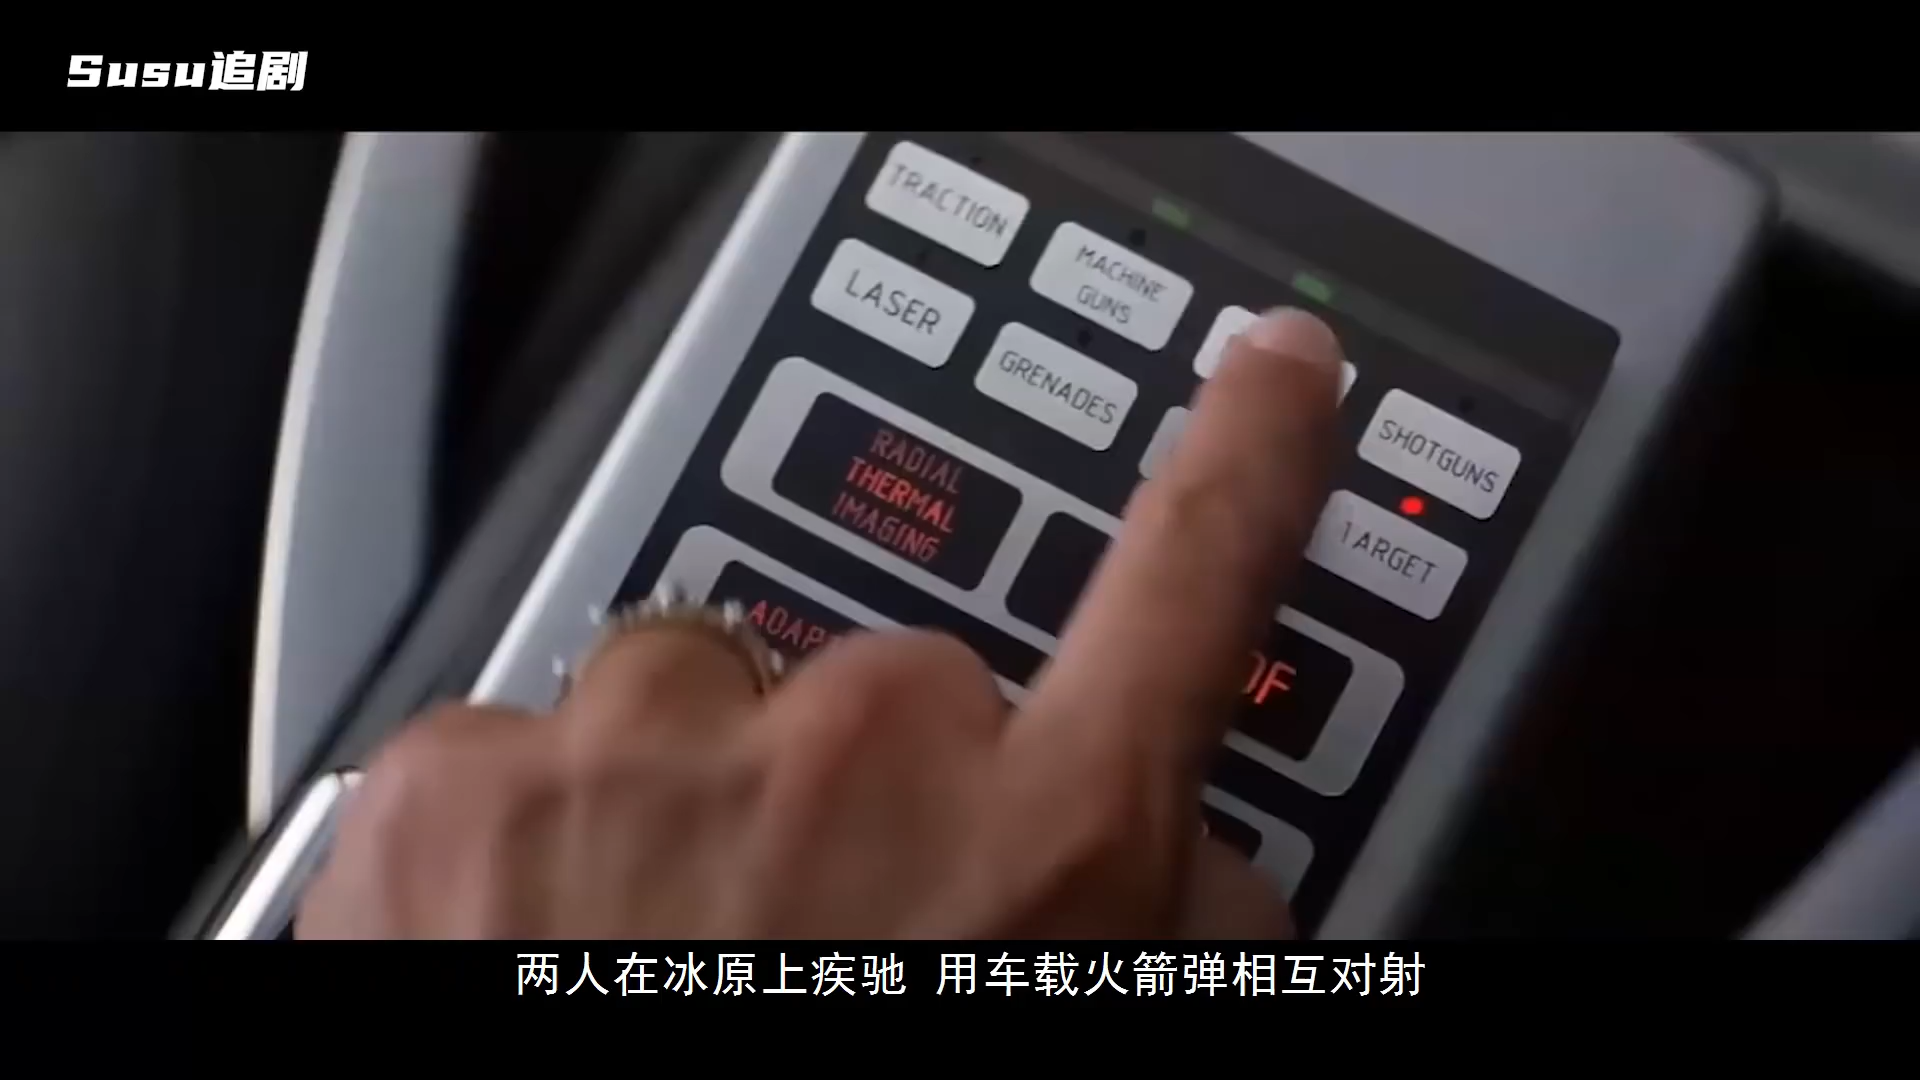 Susu追剧
TRACTION
MACHINE
GUNS
SHOTGUNS
LASER
GRENADES
TARGET
RADIAL
THERMAL
IMAGING
两人在冰原上疾驰 用车载火箭弹相互对射